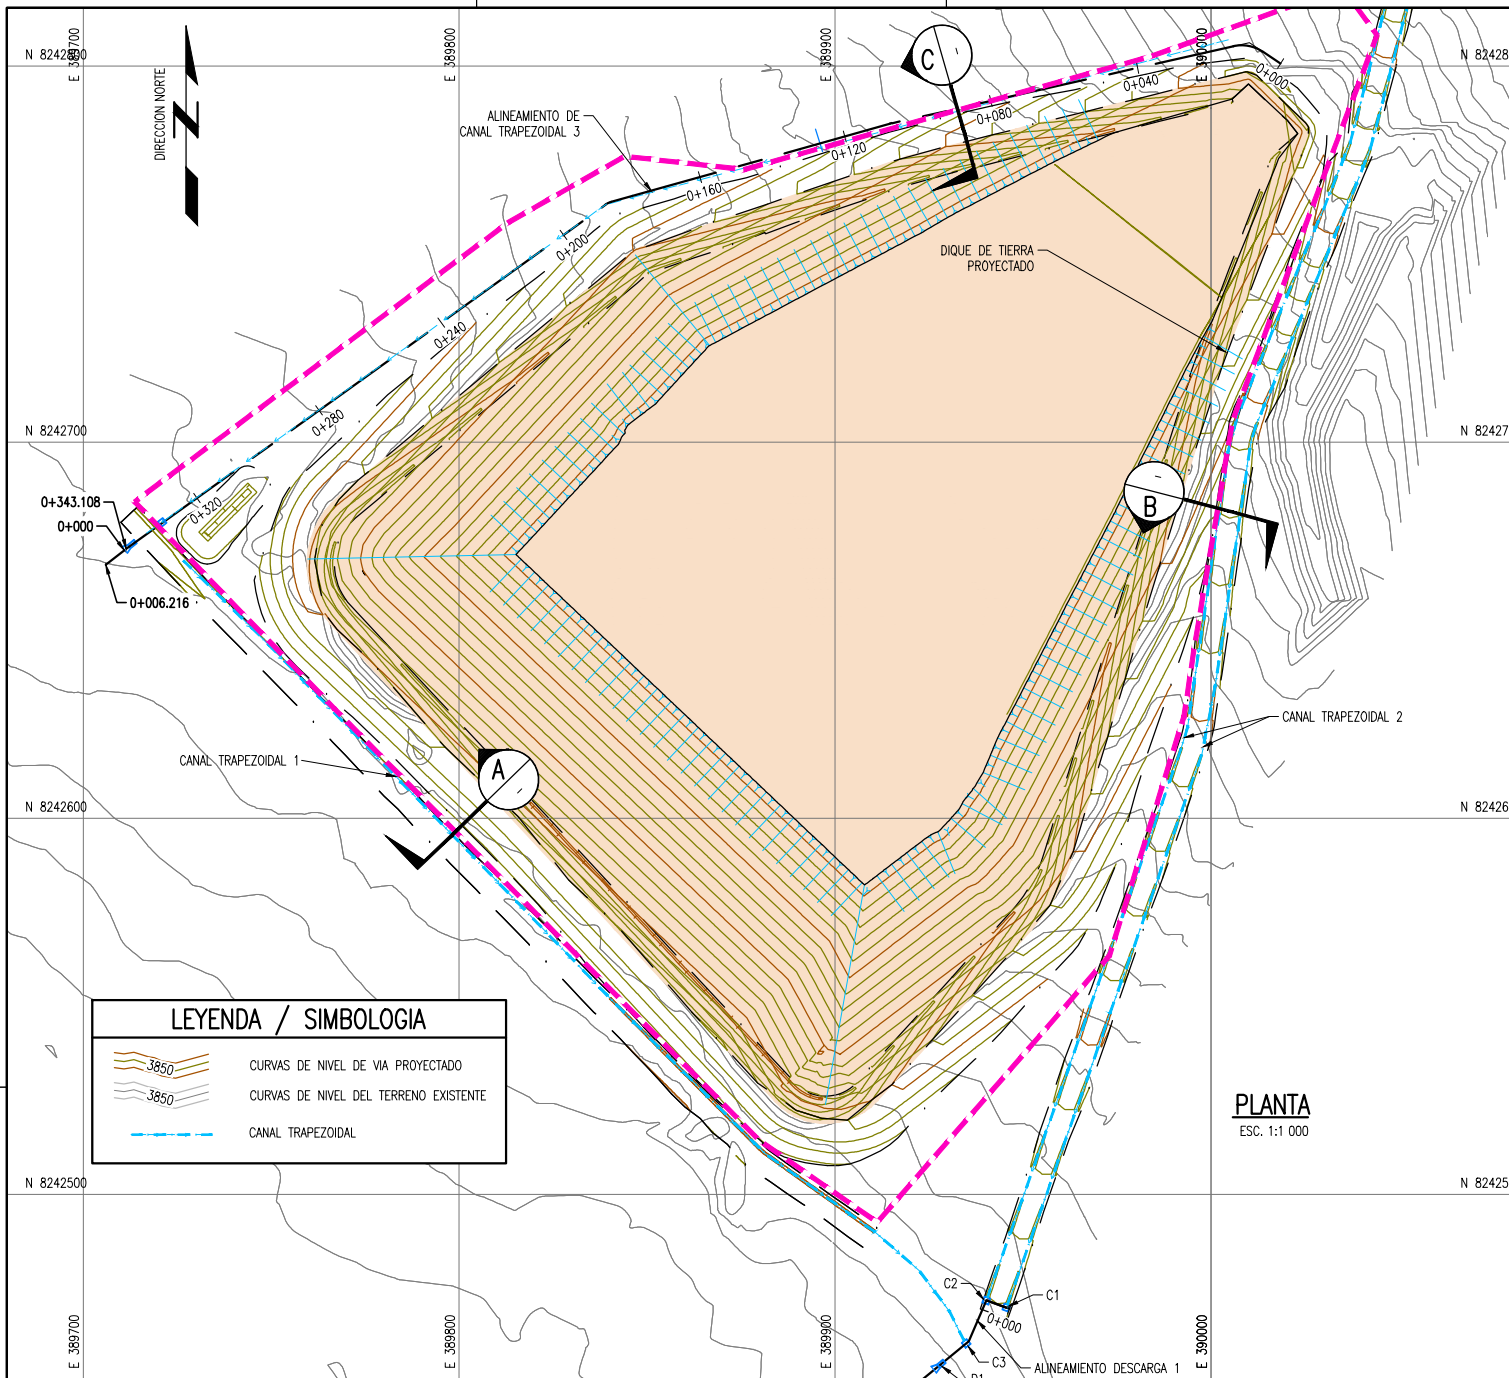 E 389700
E 389800
E 389900
E 390000
N 8242800
N 82428
DIRECCION NORTE
N
ALINEAMIENTO DE
CANAL TRAPEZOIDAL 3
C
-
0+000
0+040
0+080
0+120
0+160
0+200
0+240
0+280
0+320
DIQUE DE TIERRA
PROYECTADO
N 8242700
N 82427
0+343.108
0+000
0+006.216
B
-
CANAL TRAPEZOIDAL 2
CANAL TRAPEZOIDAL 1
A
-
N 8242600
N 82426
LEYENDA / SIMBOLOGIA
3850
CURVAS DE NIVEL DE VIA PROYECTADO
3850
CURVAS DE NIVEL DEL TERRENO EXISTENTE
CANAL TRAPEZOIDAL
PLANTA
ESC. 1:1 000
N 8242500
N 82425
C2
C1
0+000
C3
ALINEAMIENTO DESCARGA 1
E 389700
E 389800
E 389900
E 390000